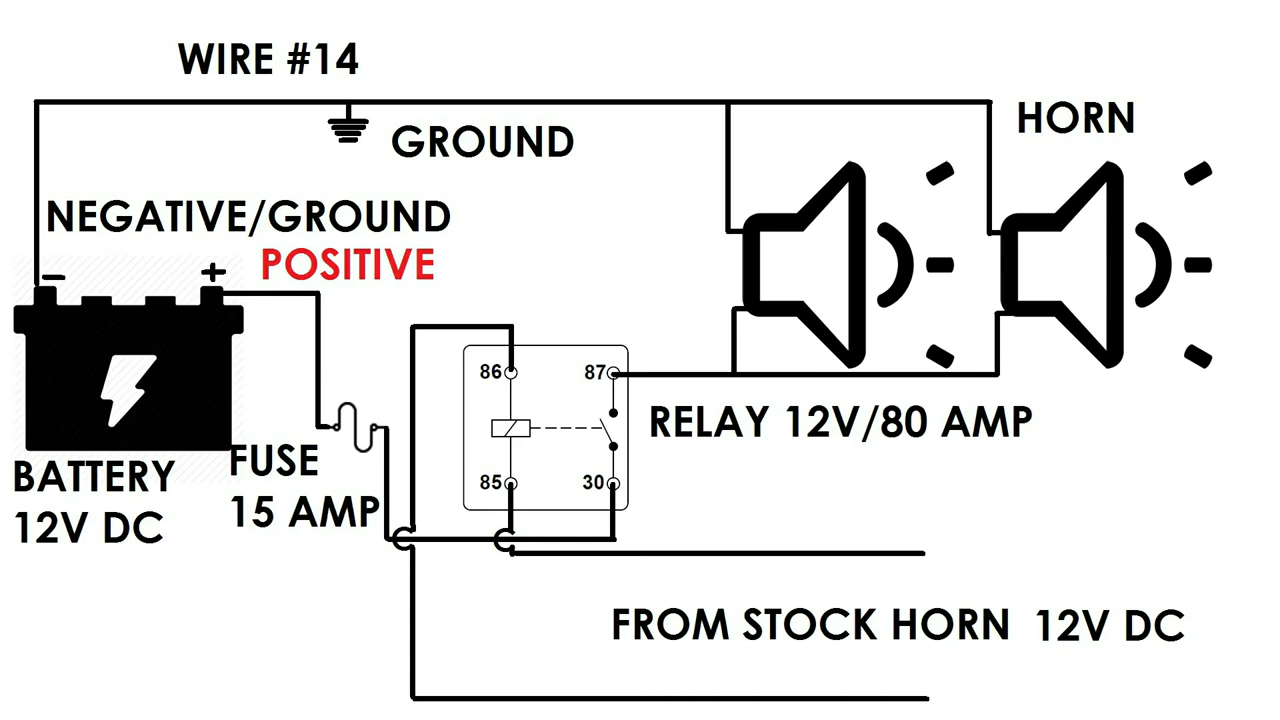 WIRE #14
GROUND
HORN
NEGATIVE/GROUND
POSITIVE
− +
86 87
85 30
RELAY 12V/80 AMP
FUSE
15 AMP
BATTERY
12V DC
FROM STOCK HORN 12V DC